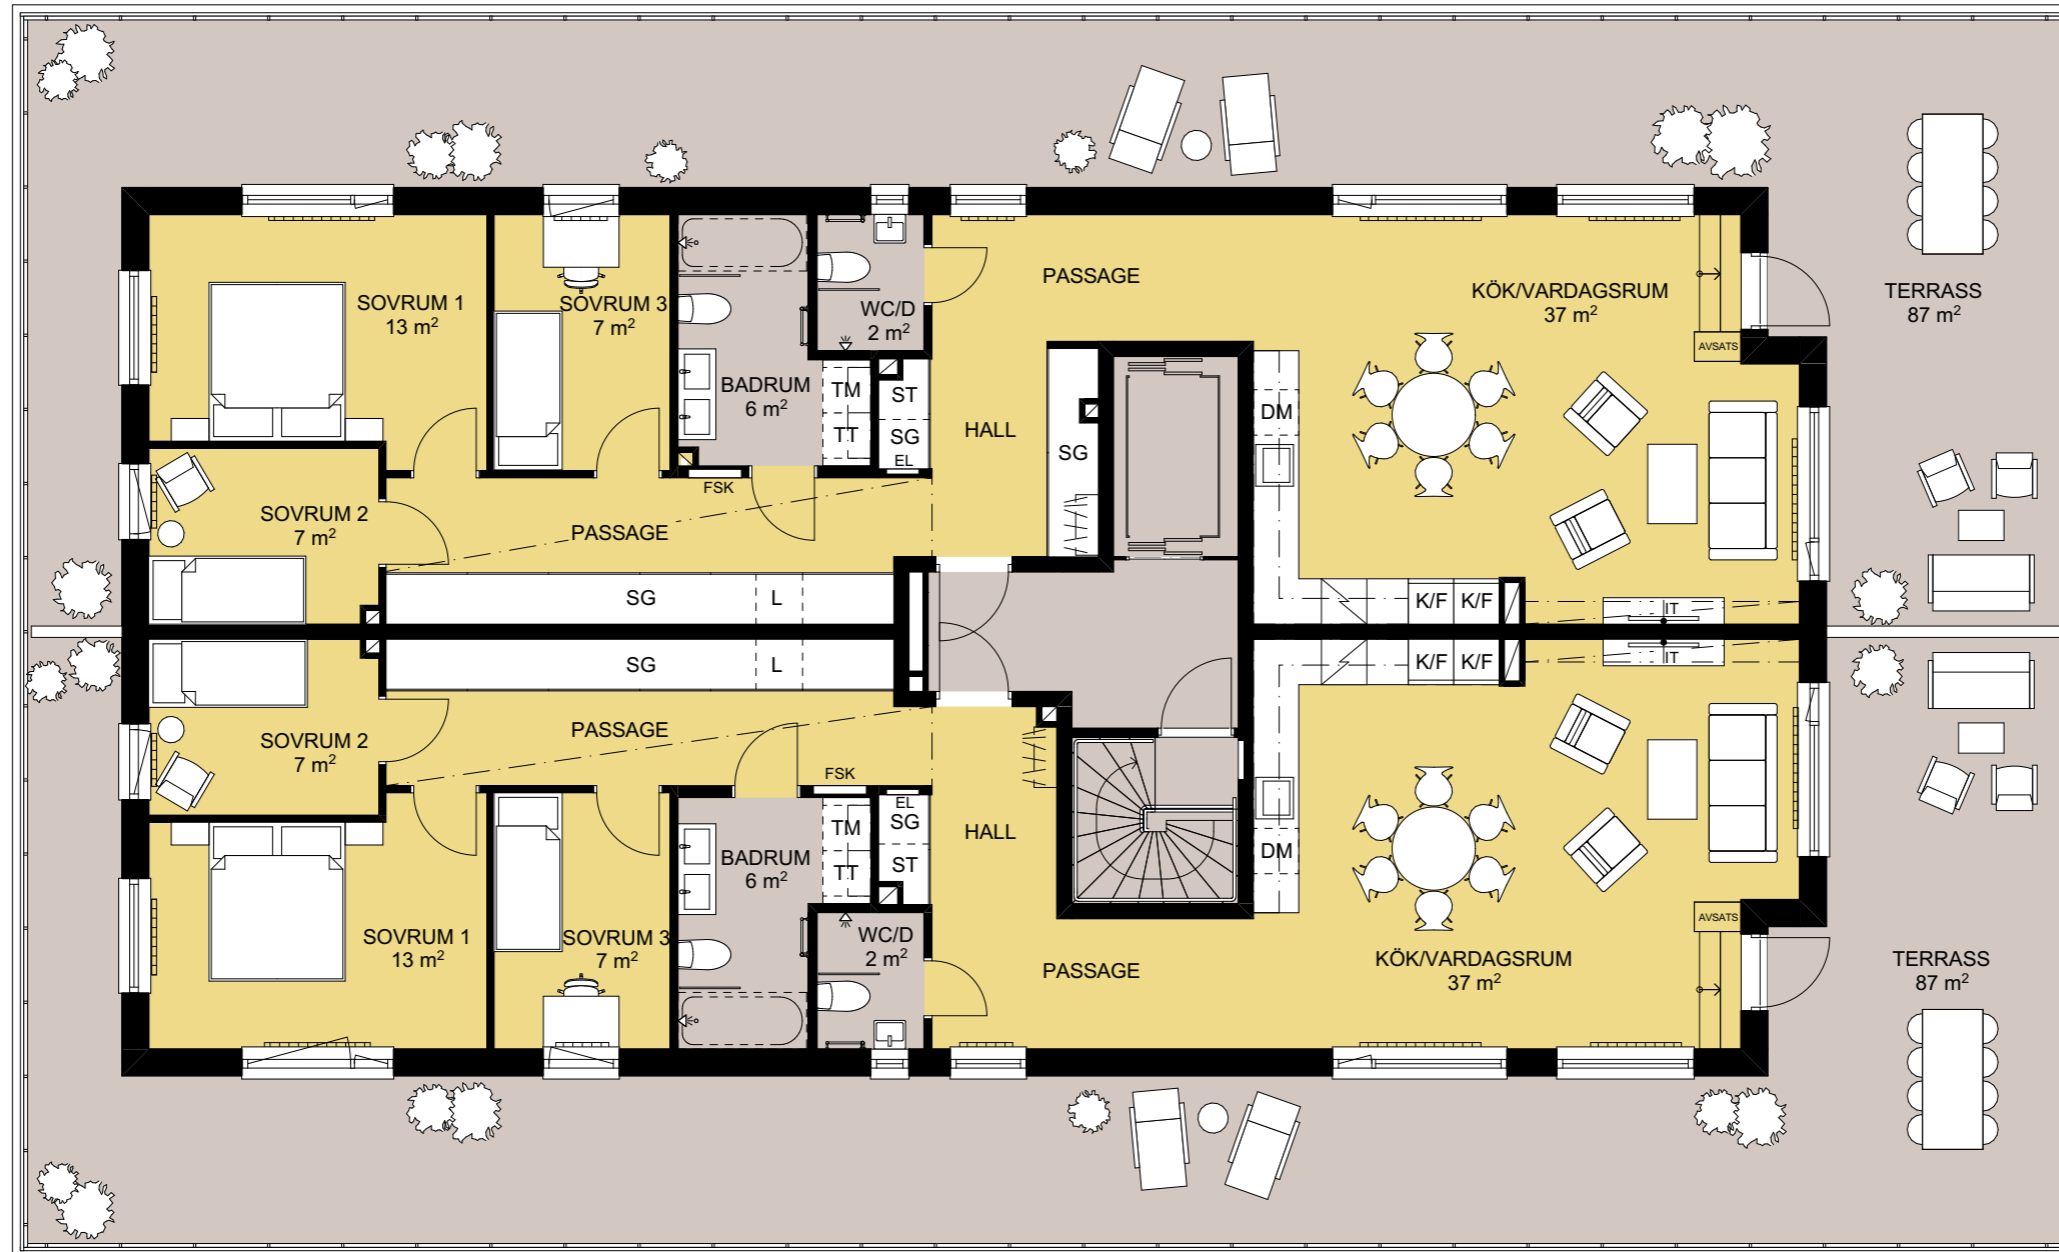 SOVRUM 1
13 m²
SOVRUM 3
7 m²
WC/D
2 m²
PASSAGE
KÖK/VARDAGSRUM
37 m²
TERRASS
87 m²
AVSATS
BADRUM
6 m²
TM
TT
ST
SG
EL
HALL
SG
DM
FSK
SOVRUM 2
7 m²
PASSAGE
SG
L
K/F
K/F
IT
SG
L
K/F
K/F
IT
SOVRUM 2
7 m²
PASSAGE
FSK
EL
SG
ST
TM
TT
BADRUM
6 m²
HALL
DM
AVSATS
SOVRUM 1
13 m²
SOVRUM 3
7 m²
WC/D
2 m²
PASSAGE
KÖK/VARDAGSRUM
37 m²
TERRASS
87 m²